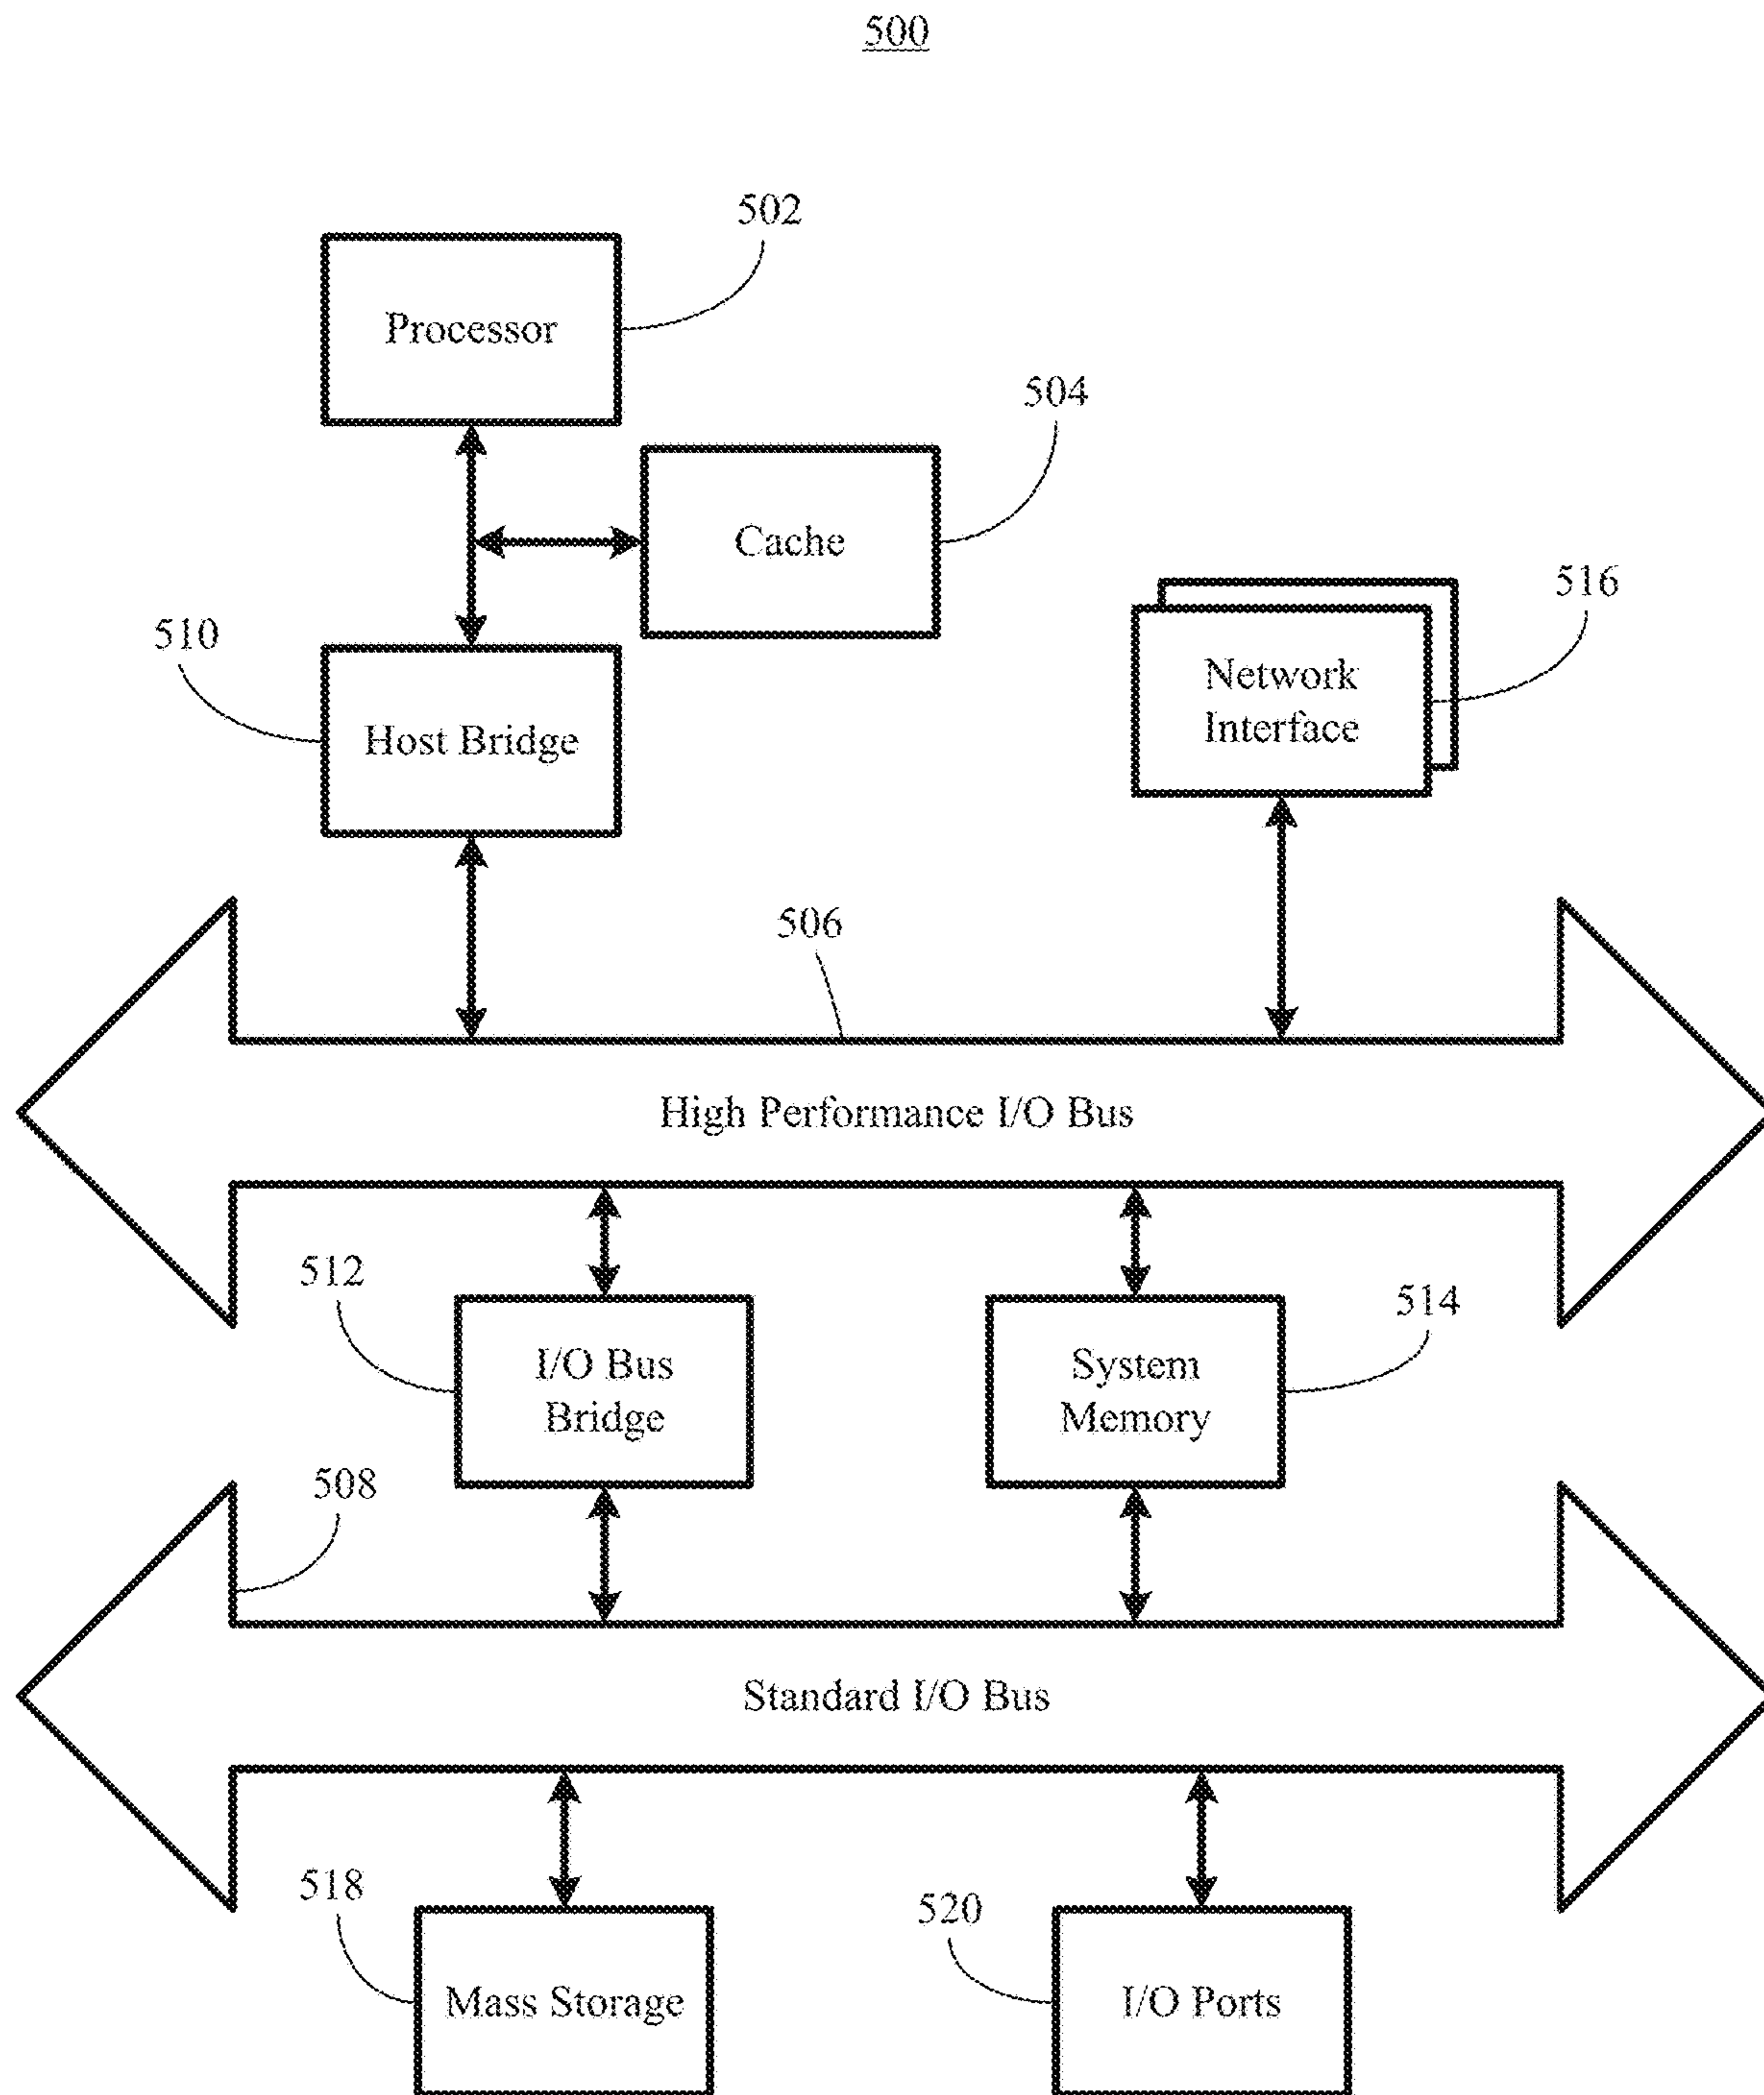 500
502
Processor
504
Cache
516
510
Network
Interface
Host Bridge
506
High Performance I/O Bus
512
514
I/O Bus
Bridge
System
Memory
508
Standard I/O Bus
518
520
Mass Storage
I/O Ports